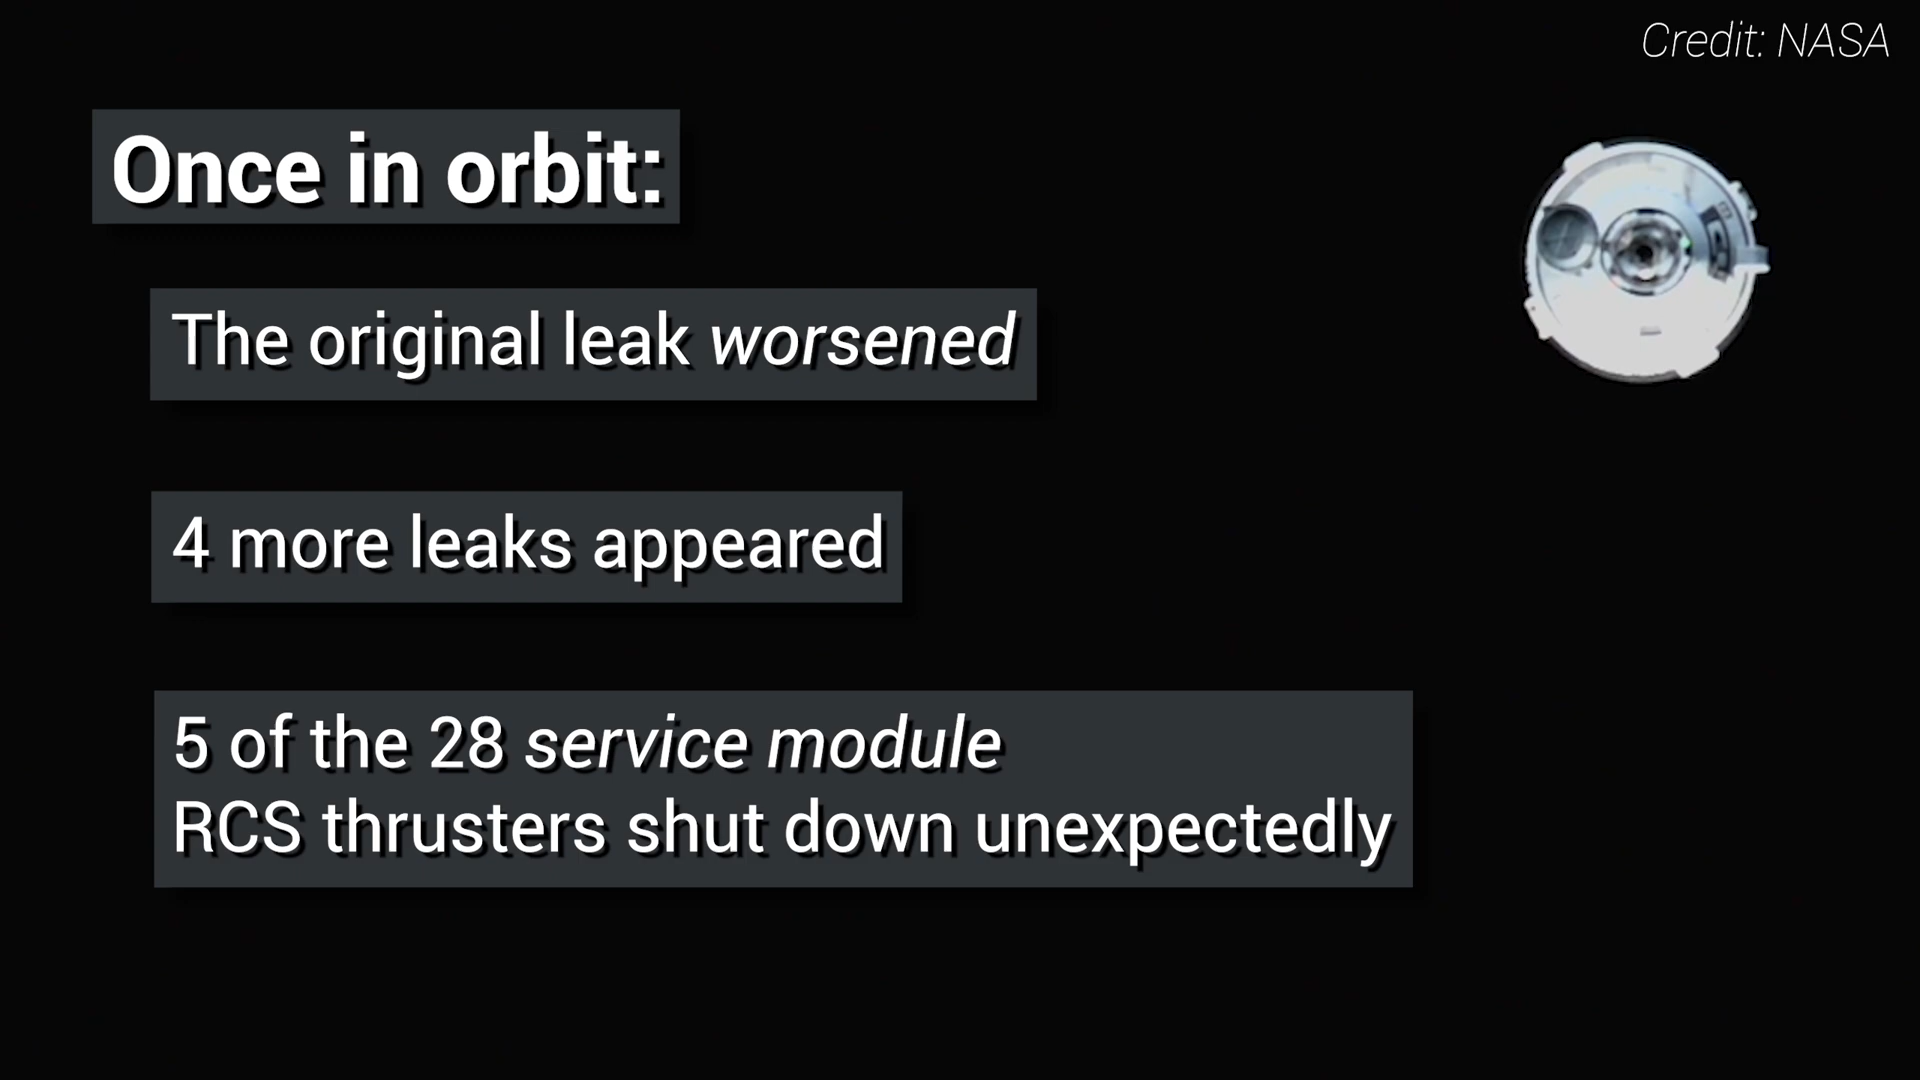 Credit: NASA
Once in orbit:
The original leak worsened
4 more leaks appeared
5 of the 28 service module
RCS thrusters shut down unexpectedly